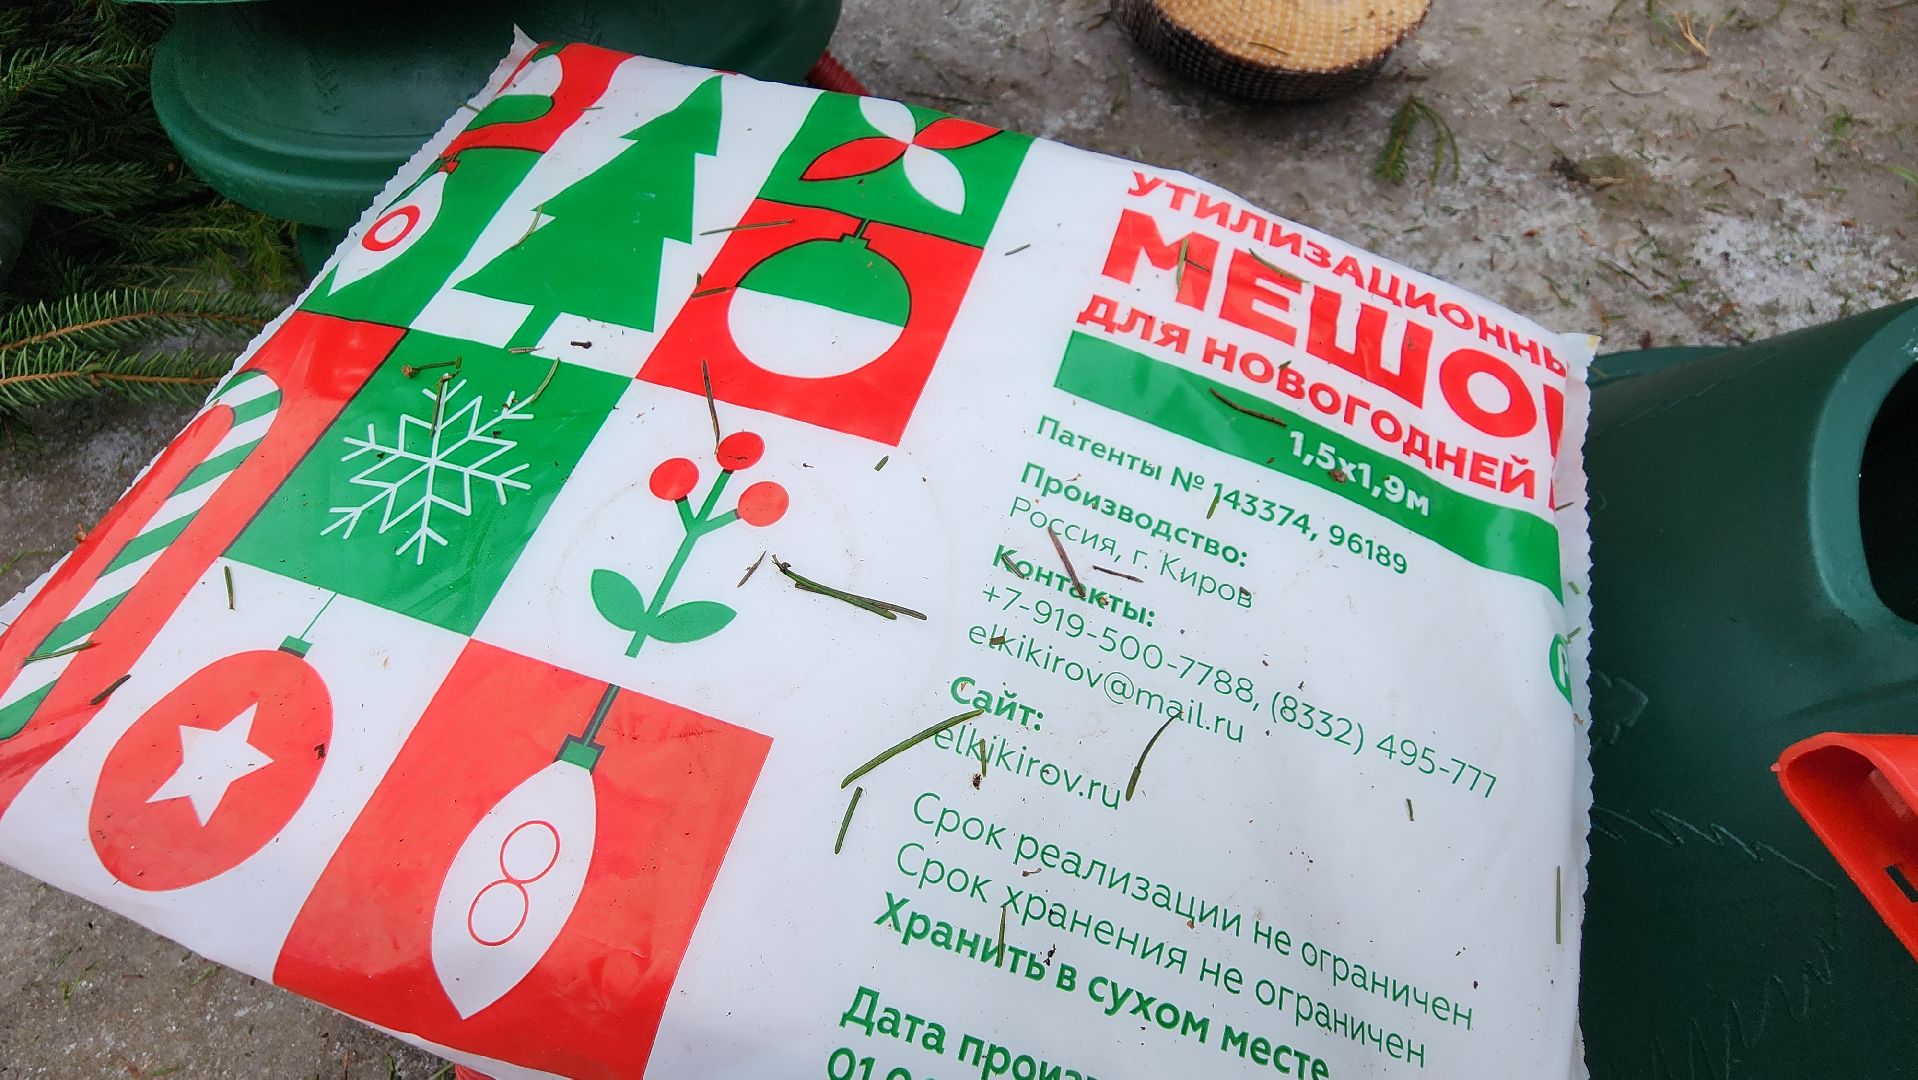 УТИЛИЗАЦИОННЫ
МЕШО
ДЛЯ НОВОГОДНЕЙ
1,5x1,9м
Патенты № 143374, 96189
Производство:
Россия, г. Киров
Контакты:
+7-919-500-7788, (8332) 495-777
elkikirov@mail.ru
Сайт:
elkikirov.ru
Срок реализации не ограничен
Срок хранения не ограничен
Хранить в сухом месте
Дата произ